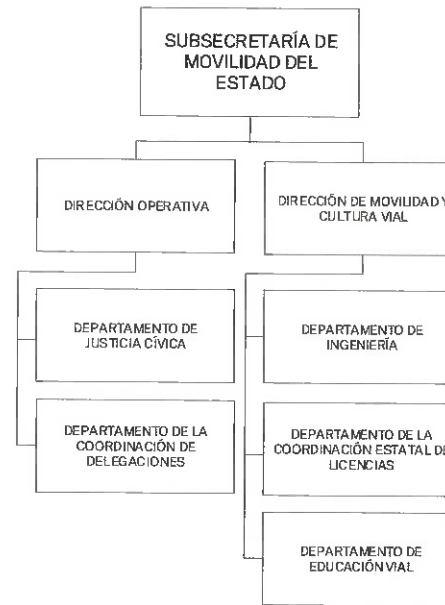 SUBSECRETARÍA DE
MOVILIDAD DEL
ESTADO
DIRECCIÓN OPERATIVA
DIRECCIÓN DE MOVILIDAD Y
CULTURA VIAL
DEPARTAMENTO DE
JUSTICIA CÍVICA
DEPARTAMENTO DE
INGENIERÍA
DEPARTAMENTO DE LA
COORDINACIÓN DE
DELEGACIONES
DEPARTAMENTO DE LA
COORDINACIÓN ESTATAL DE
LICENCIAS
DEPARTAMENTO DE
EDUCACIÓN VIAL